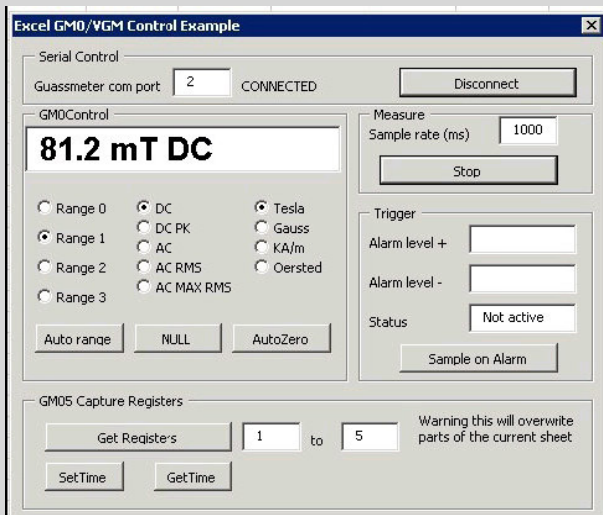 Excel GM0/VGM Control Example
Serial Control
Guassmeter com port 2 CONNECTED Disconnect
GM0Control
81.2 mT DC
Measure
Sample rate (ms) 1000
Stop
Range 0 DC Tesla
DC PK Gauss
Range 1 AC KA/m
Range 2 AC RMS Oersted
Range 3 AC MAX RMS
Auto range NULL AutoZero
Trigger
Alarm level +
Alarm level -
Status Not active
Sample on Alarm
GM05 Capture Registers
Get Registers 1 to 5
Warning this will overwrite
parts of the current sheet
SetTime GetTime